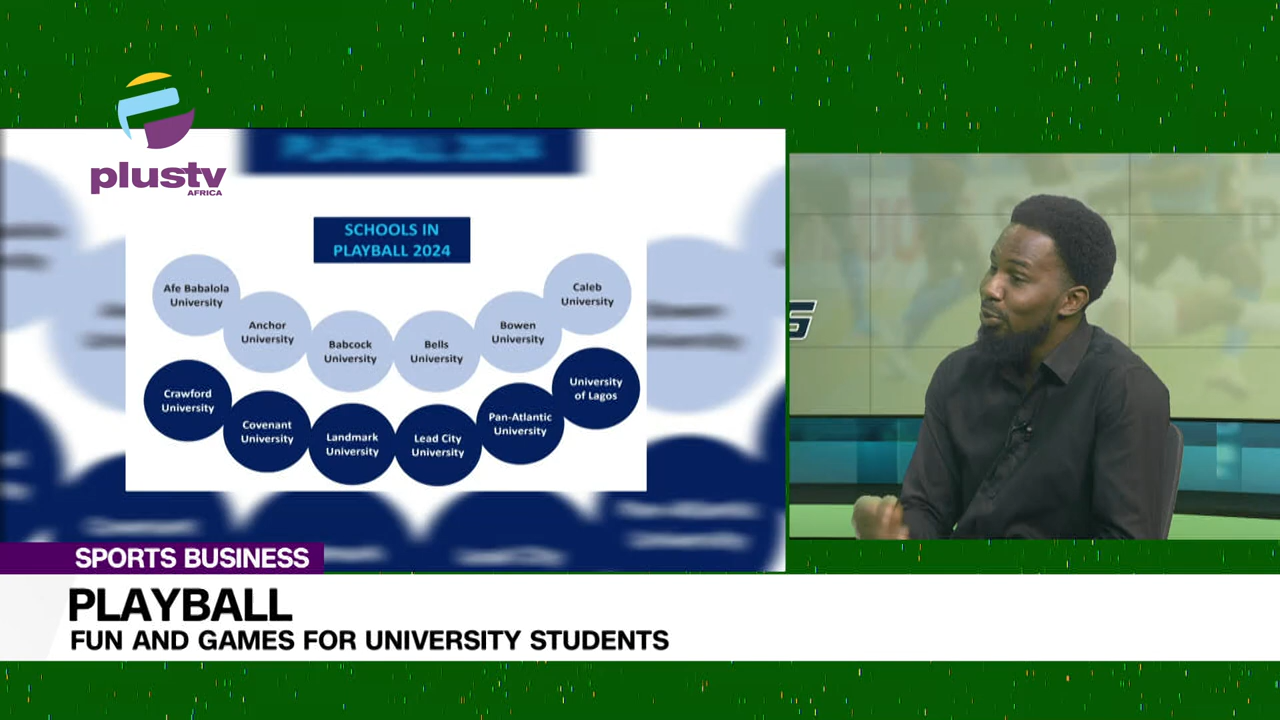 plustv
AFRICA
SCHOOLS IN
PLAYBALL 2024
Afe Babalola
University
Anchor
University
Babcock
University
Bells
University
Bowen
University
Caleb
University
Crawford
University
Covenant
University
Landmark
University
Lead City
University
Pan-Atlantic
University
University
of Lagos
SPORTS BUSINESS
PLAYBALL
FUN AND GAMES FOR UNIVERSITY STUDENTS